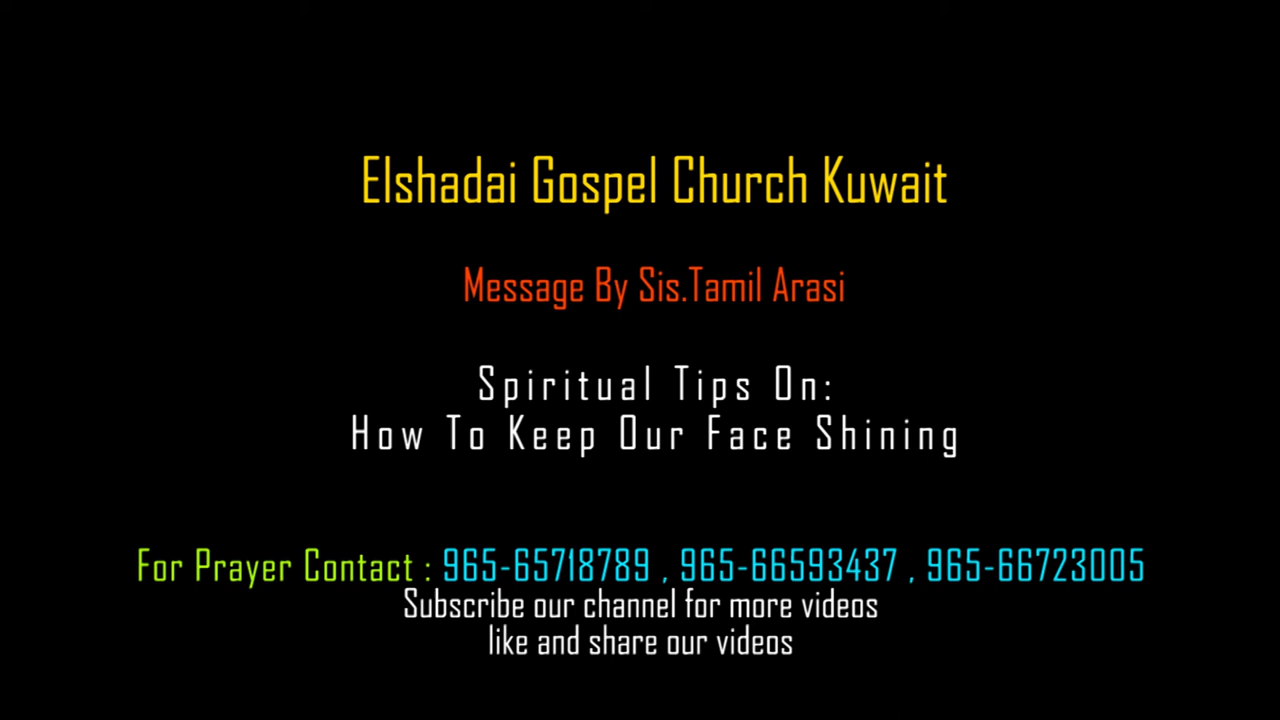 Elshadai Gospel Church Kuwait
Message By Sis.Tamil Arasi
Spiritual Tips On:
How To Keep Our Face Shining
For Prayer Contact : 965-65718789 , 965-66593437 , 965-66723005
Subscribe our channel for more videos
like and share our videos